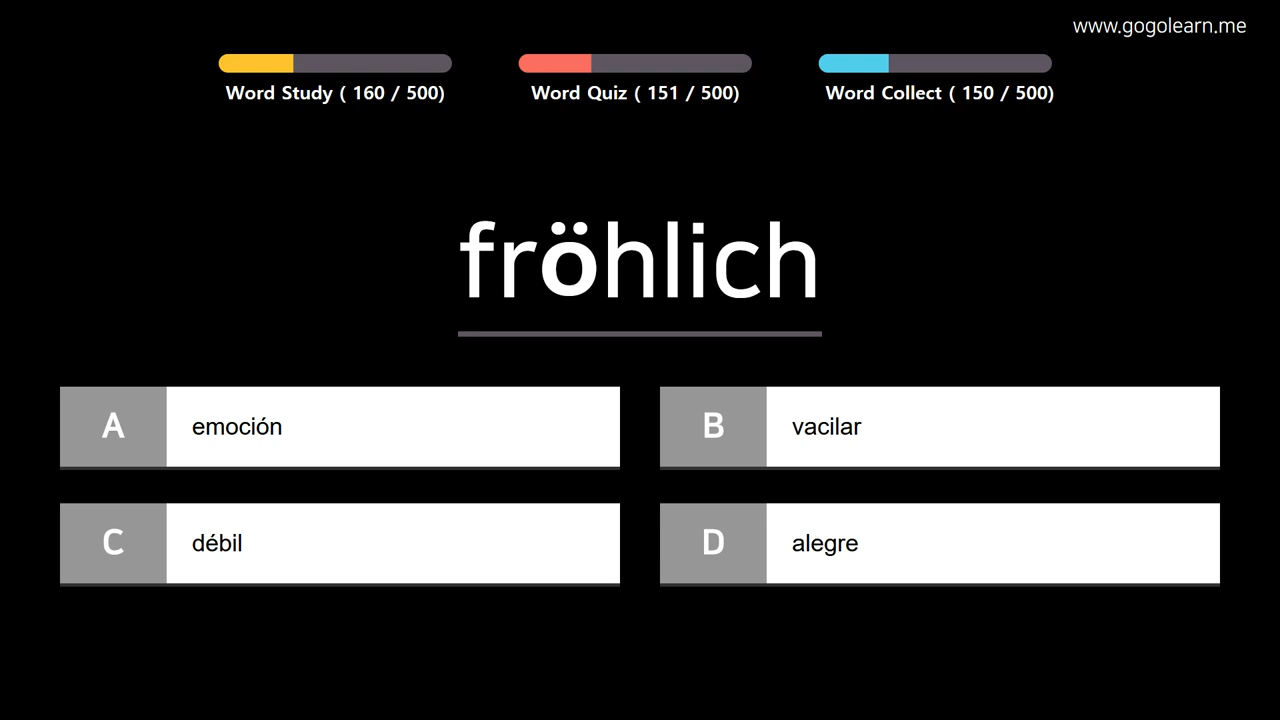 www.gogolearn.me
Word Study ( 160 / 500)
Word Quiz ( 151 / 500)
Word Collect ( 150 / 500)
fröhlich
A emoción
B vacilar
C débil
D alegre